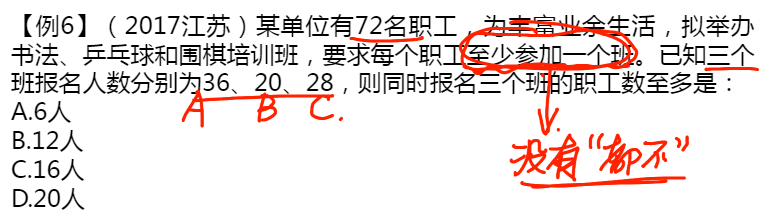 【例6】（2017江苏）某单位有72名职工，为丰富业余生活，拟举办
书法、乒乓球和围棋培训班，要求每个职工至少参加一个班。已知三个
班报名人数分别为36、20、28，则同时报名三个班的职工数至多是：
A B C.
A.6人
B.12人
没有“都不”
C.16人
D.20人